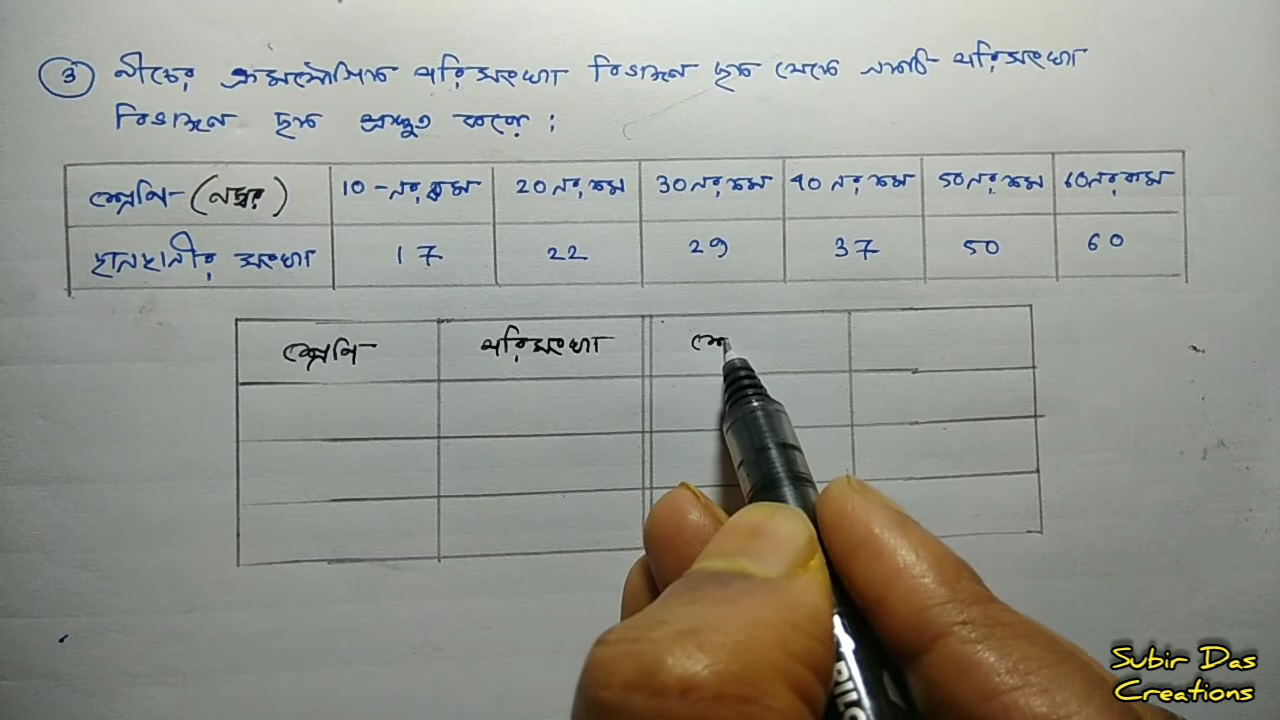 ③ নীচের ক্রমযৌগিক পরিসংখ্যা বিভাজন ছক থেকে একটি পরিসংখ্যা
বিভাজন ছক প্রস্তুত করো :
শ্রেণি (নম্বর) 10-এর কম 20 এর কম 30 এর কম 40 এর কম 50 এর কম 60 এর কম
ছাত্রছাত্রীর সংখ্যা 17 22 29 37 50 60
শ্রেণি পরিসংখ্যা শ্রে
Subir Das
Creations